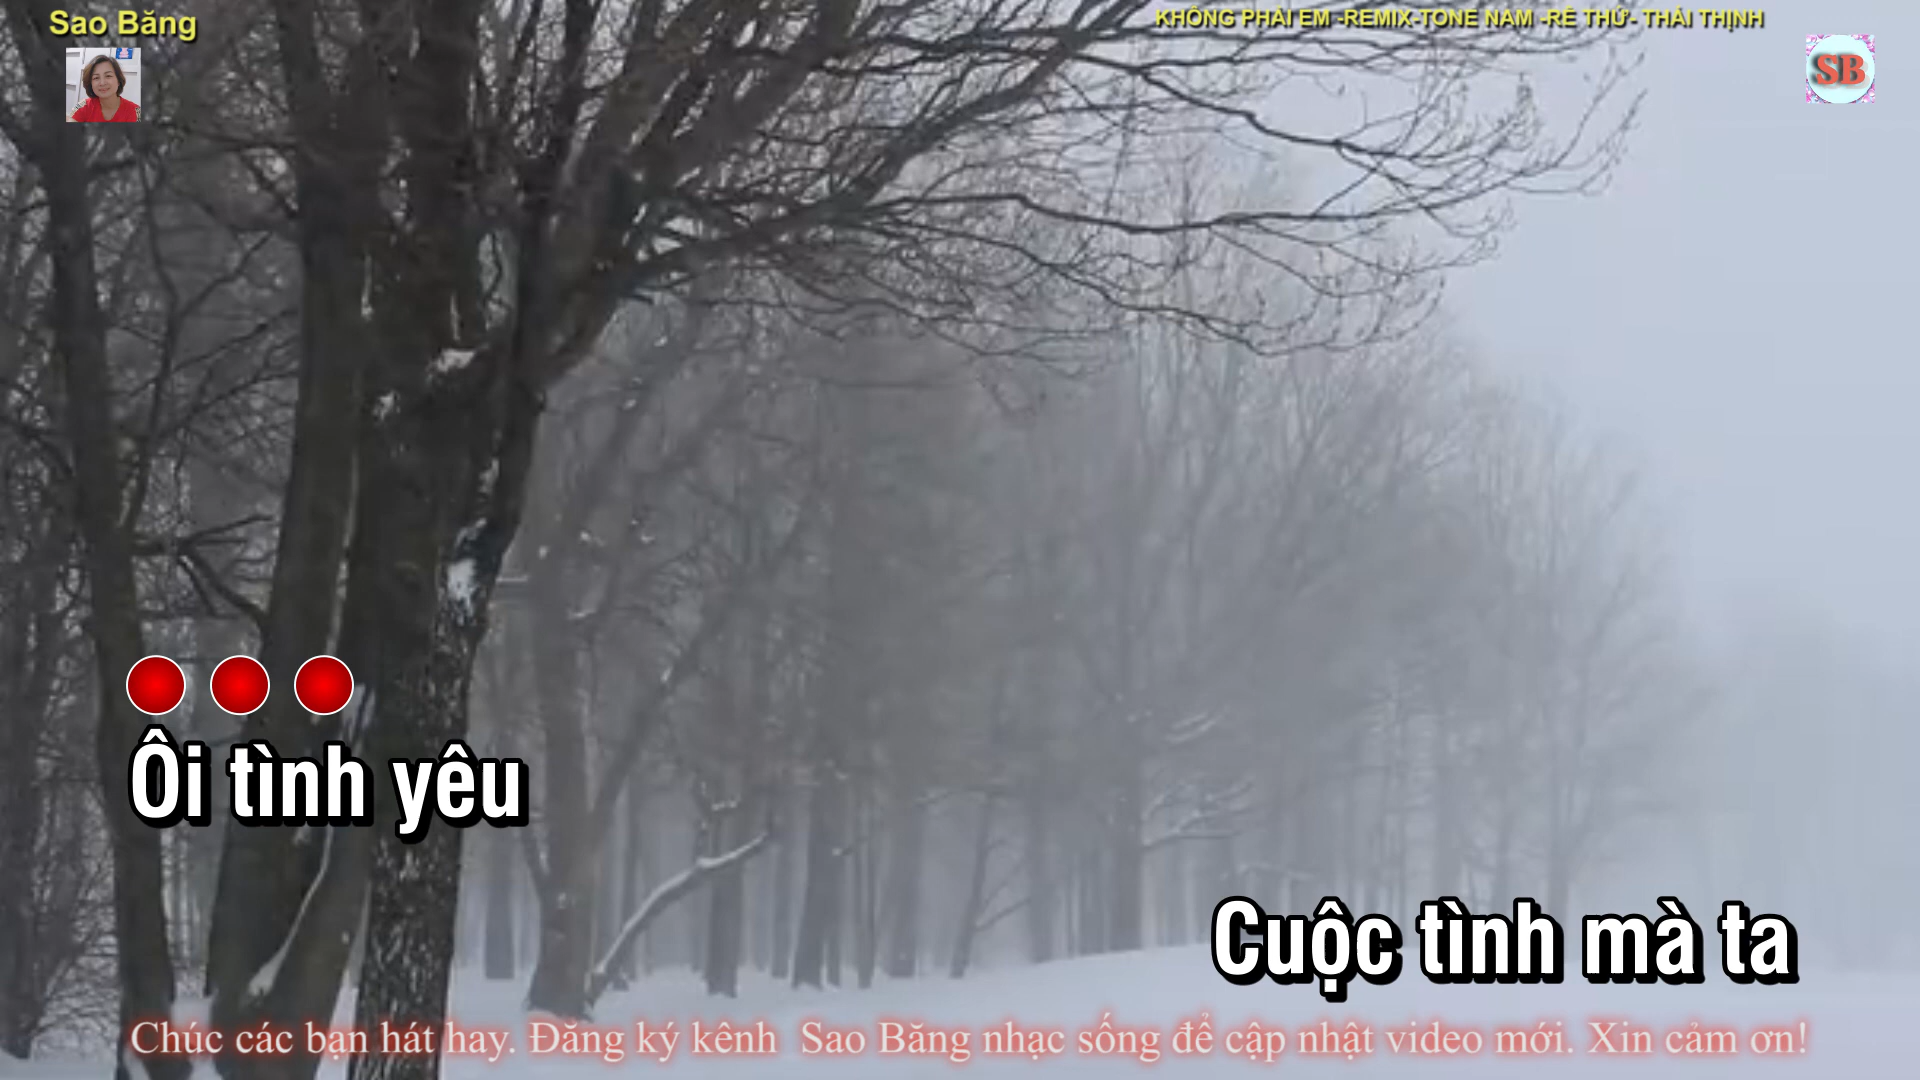 Sao Băng
KHÔNG PHẢI EM -REMIX-TONE NAM -RÊ THỨ- THÁI THỊNH
SB
Ôi tình yêu
Cuộc tình mà ta
Chúc các bạn hát hay. Đăng ký kênh Sao Băng nhạc sống để cập nhật video mới. Xin cảm ơn!